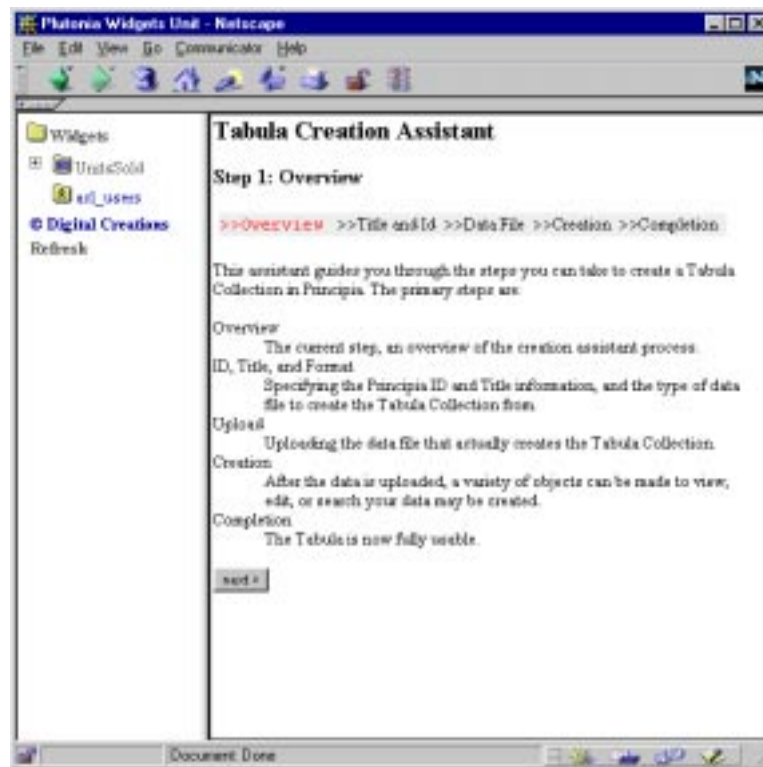 Plutonia Widgets Unit - Netscape
File Edit View Go Communicator Help
Widgets
UnitsSold
acl_users
© Digital Creations
Refresh
Tabula Creation Assistant
Step 1: Overview
>>Overview >>Title and Id >>Data File >>Creation >>Completion
This assistant guides you through the steps you can take to create a Tabula
Collection in Principia. The primary steps are:
Overview
The current step, an overview of the creation assistant process.
ID, Title, and Format
Specifying the Principia ID and Title information, and the type of data
file to create the Tabula Collection from.
Upload
Uploading the data file that actually creates the Tabula Collection.
Creation
After the data is uploaded, a variety of objects can be made to view,
edit, or search your data may be created.
Completion
The Tabula is now fully usable.
next >
Document: Done